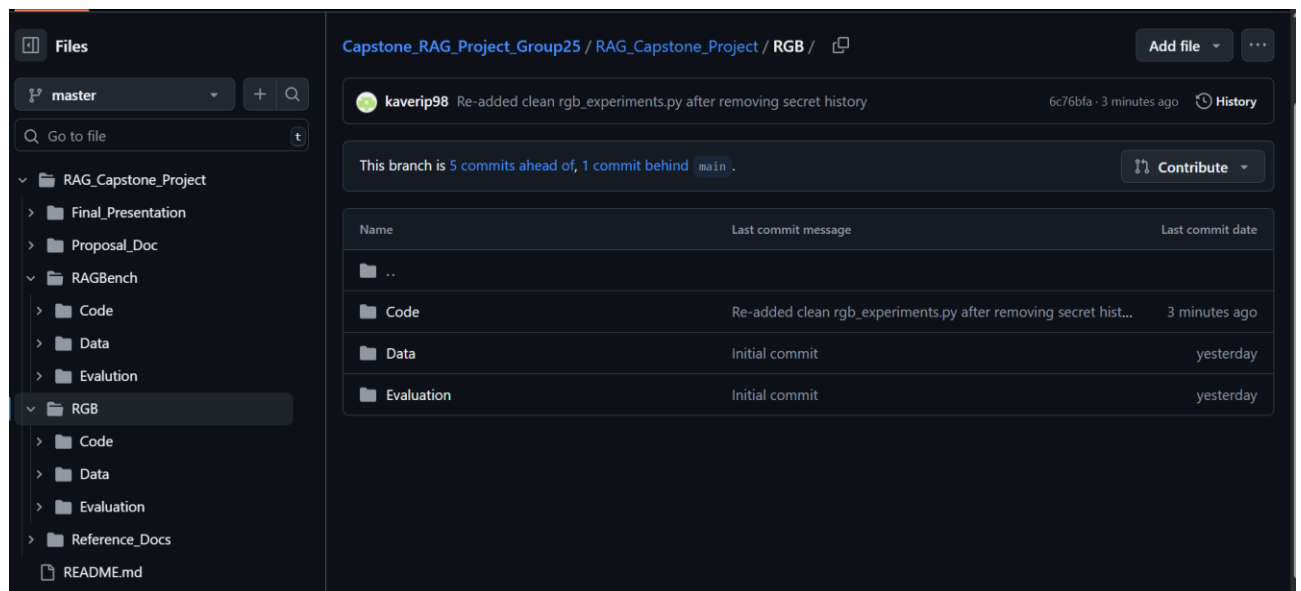 Files
master
Go to file
t
RAG_Capstone_Project
Final_Presentation
Proposal_Doc
RAGBench
Code
Data
Evalution
RGB
Code
Data
Evaluation
Reference_Docs
README.md
Capstone_RAG_Project_Group25 / RAG_Capstone_Project / RGB /
Add file
kaverip98 Re-added clean rgb_experiments.py after removing secret history 6c76bfa · 3 minutes ago History
This branch is 5 commits ahead of, 1 commit behind main . Contribute
Name Last commit message Last commit date
..
Code Re-added clean rgb_experiments.py after removing secret hist... 3 minutes ago
Data Initial commit yesterday
Evaluation Initial commit yesterday